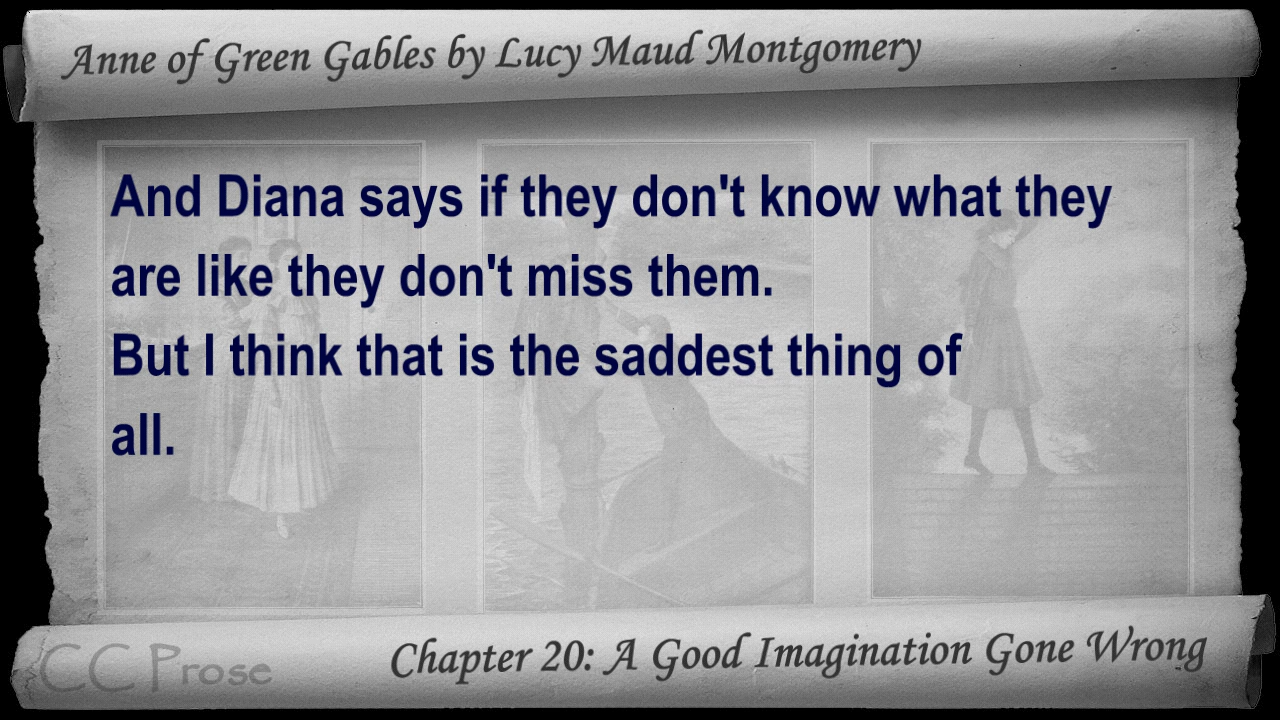 Anne of Green Gables by Lucy Maud Montgomery
And Diana says if they don't know what they
are like they don't miss them.
But I think that is the saddest thing of
all.
CC Prose
Chapter 20: A Good Imagination Gone Wrong